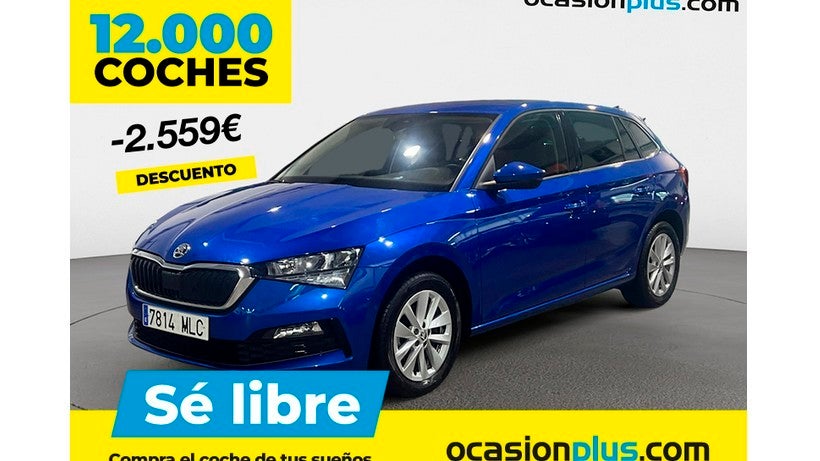 ocasionplus.com
12.000
COCHES
-2.559€
DESCUENTO
7814 MLC
Sé libre
Compra el coche de tus sueños
ocasionplus.com